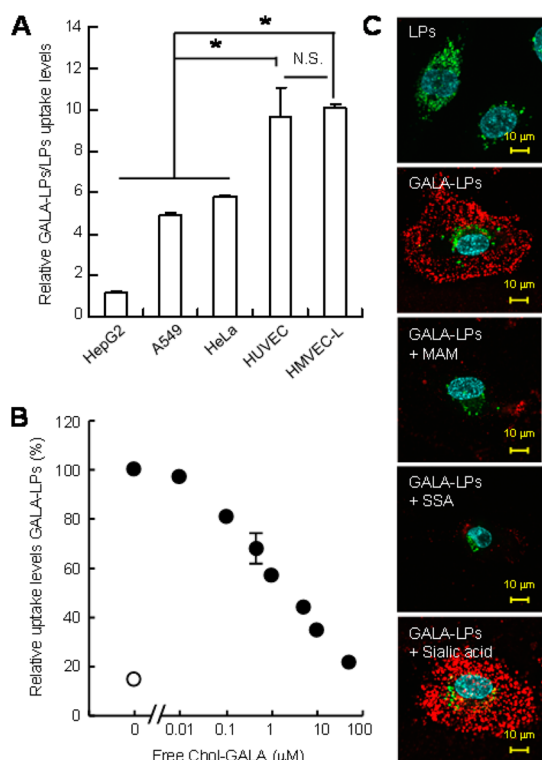 A
Relative GALA-LPs/LPs uptake levels
14
12
10
8
6
4
2
0
*
*
N.S.
HepG2
A549
HeLa
HUVEC
HMVEC-L
B
Relative uptake levels GALA-LPs (%)
120
100
80
60
40
20
0
0
0.01
0.1
1
10
100
Free Chol-GALA (μM)
C
LPs
10 μm
GALA-LPs
10 μm
GALA-LPs
+ MAM
10 μm
GALA-LPs
+ SSA
10 μm
GALA-LPs
+ Sialic acid
10 μm